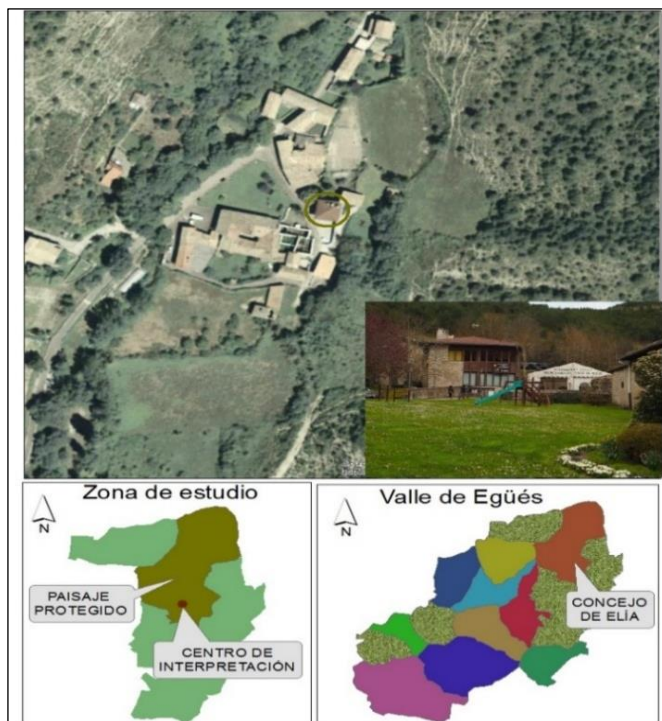 Zona de estudio
N
PAISAJE
PROTEGIDO
CENTRO DE
INTERPRETACIÓN
Valle de Egüés
N
CONCEJO
DE ELÍA